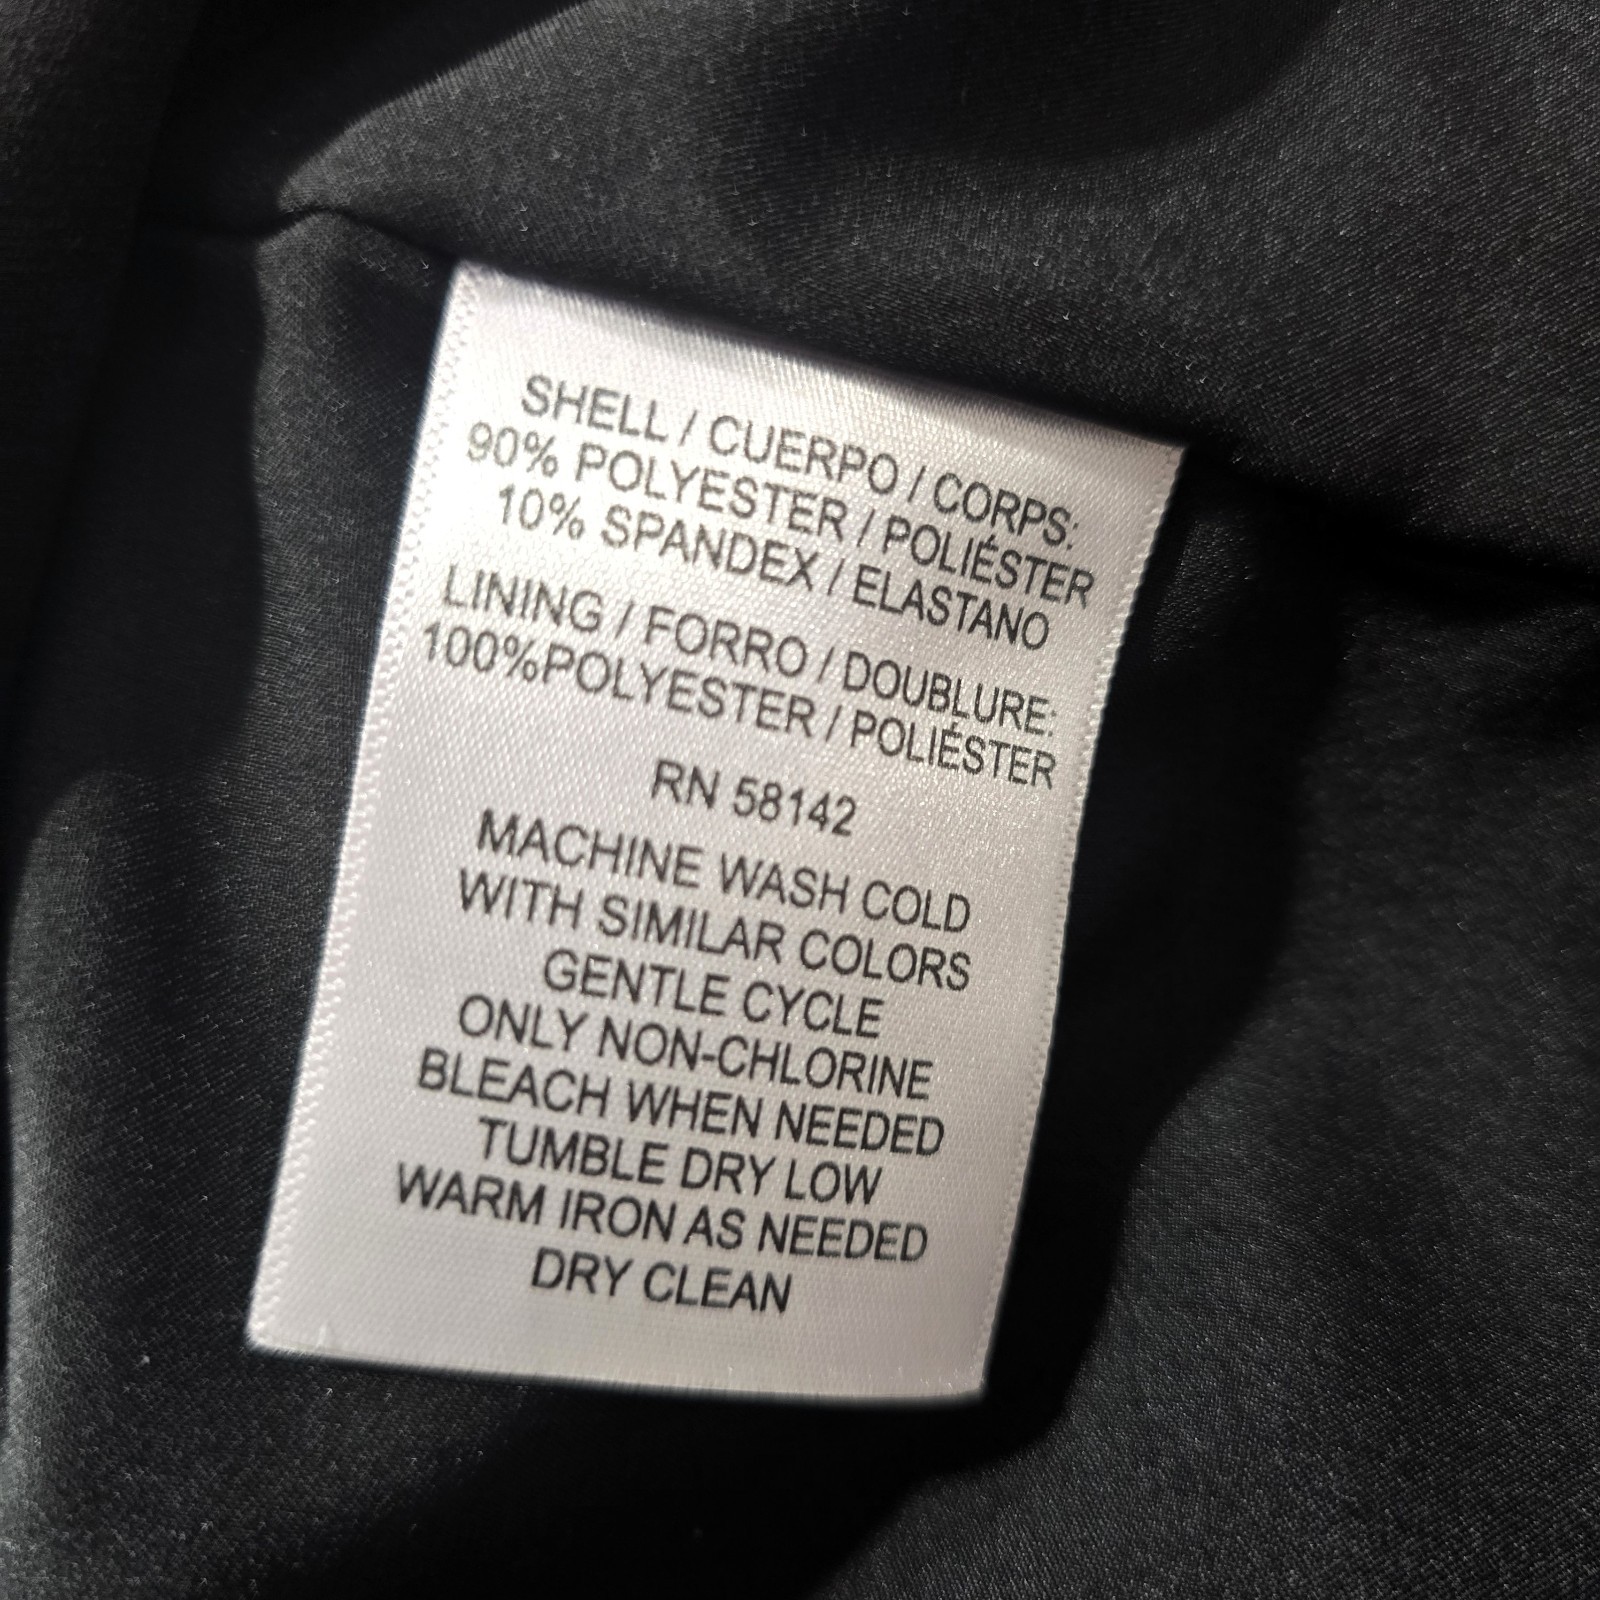 SHELL / CUERPO / CORPS:
90% POLYESTER / POLIÉSTER
10% SPANDEX / ELASTANO
LINING / FORRO / DOUBLURE:
100%POLYESTER / POLIÉSTER
RN 58142
MACHINE WASH COLD
WITH SIMILAR COLORS
GENTLE CYCLE
ONLY NON-CHLORINE
BLEACH WHEN NEEDED
TUMBLE DRY LOW
WARM IRON AS NEEDED
DRY CLEAN